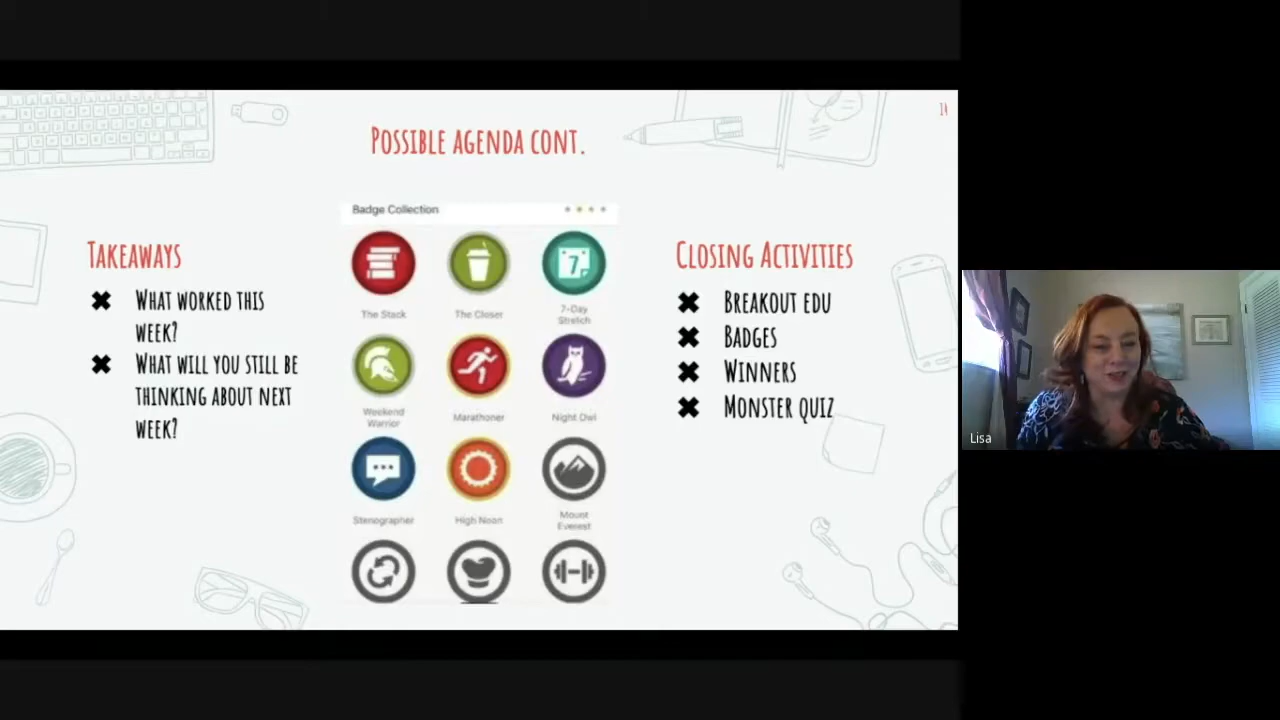 POSSIBLE AGENDA CONT.
TAKEAWAYS
WHAT WORKED THIS
WEEK?
WHAT WILL YOU STILL BE
THINKING ABOUT NEXT
WEEK?
Badge Collection
The Stack
The Closer
7
7-Day
Stretch
Weekend
Warrior
Marathoner
Night Owl
Stenographer
High Noon
Mount
Everest
CLOSING ACTIVITIES
BREAKOUT EDU
BADGES
WINNERS
MONSTER QUIZ
Lisa